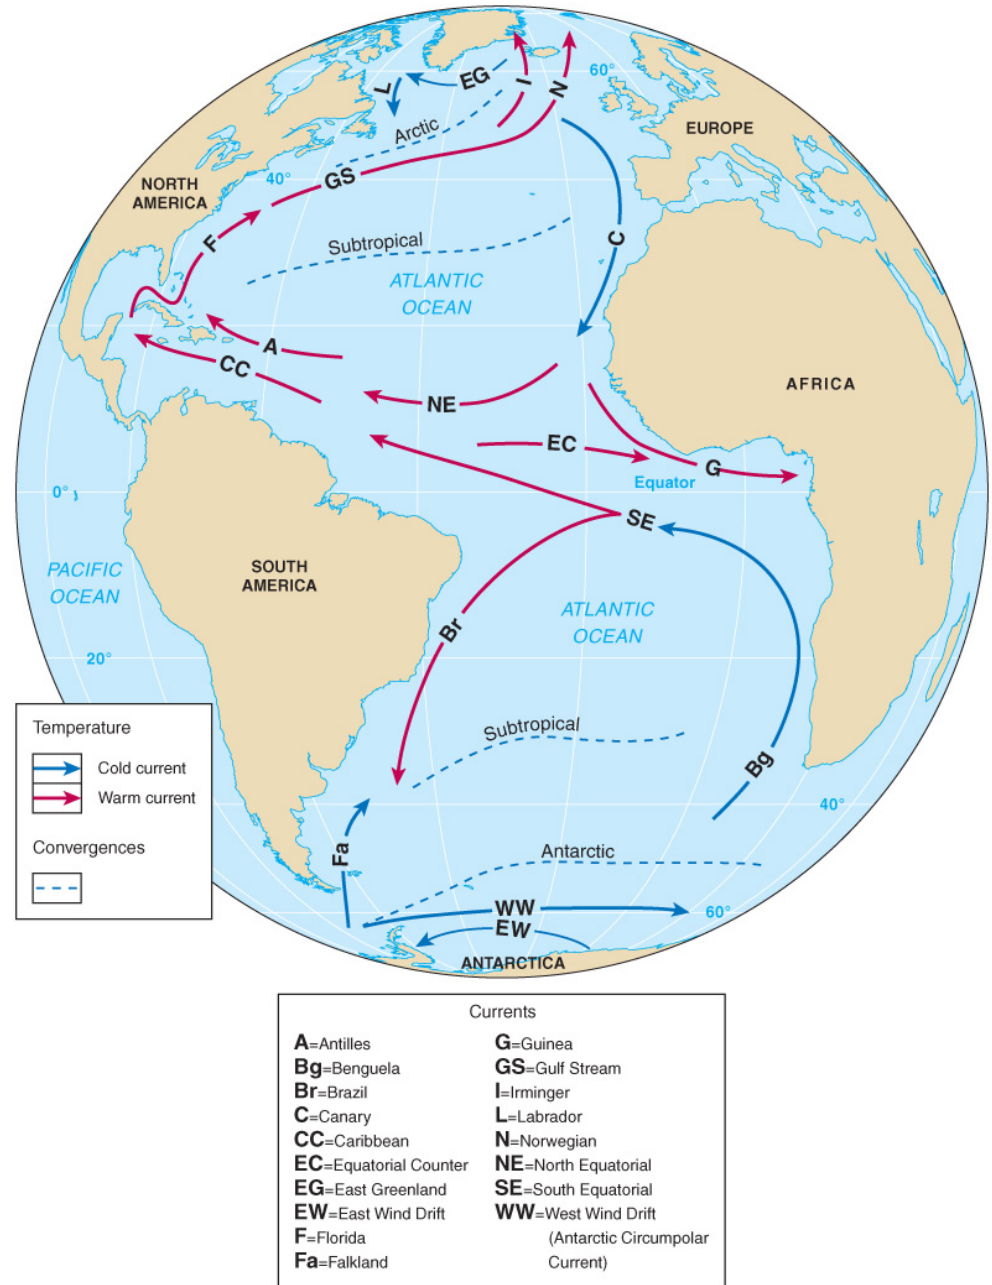 60°
EG
L
I
N
Arctic
EUROPE
NORTH
AMERICA
40°
GS
F
Subtropical
C
ATLANTIC
OCEAN
A
CC
AFRICA
NE
EC
G
Equator
0°
SE
PACIFIC
OCEAN
SOUTH
AMERICA
ATLANTIC
OCEAN
Br
20°
Subtropical
Bg
40°
Fa
Antarctic
WW
60°
EW
ANTARCTICA
Temperature
Cold current
Warm current
Convergences
Currents
A=Antilles
Bg=Benguela
Br=Brazil
C=Canary
CC=Caribbean
EC=Equatorial Counter
EG=East Greenland
EW=East Wind Drift
F=Florida
Fa=Falkland
G=Guinea
GS=Gulf Stream
I=Irminger
L=Labrador
N=Norwegian
NE=North Equatorial
SE=South Equatorial
WW=West Wind Drift
(Antarctic Circumpolar
Current)